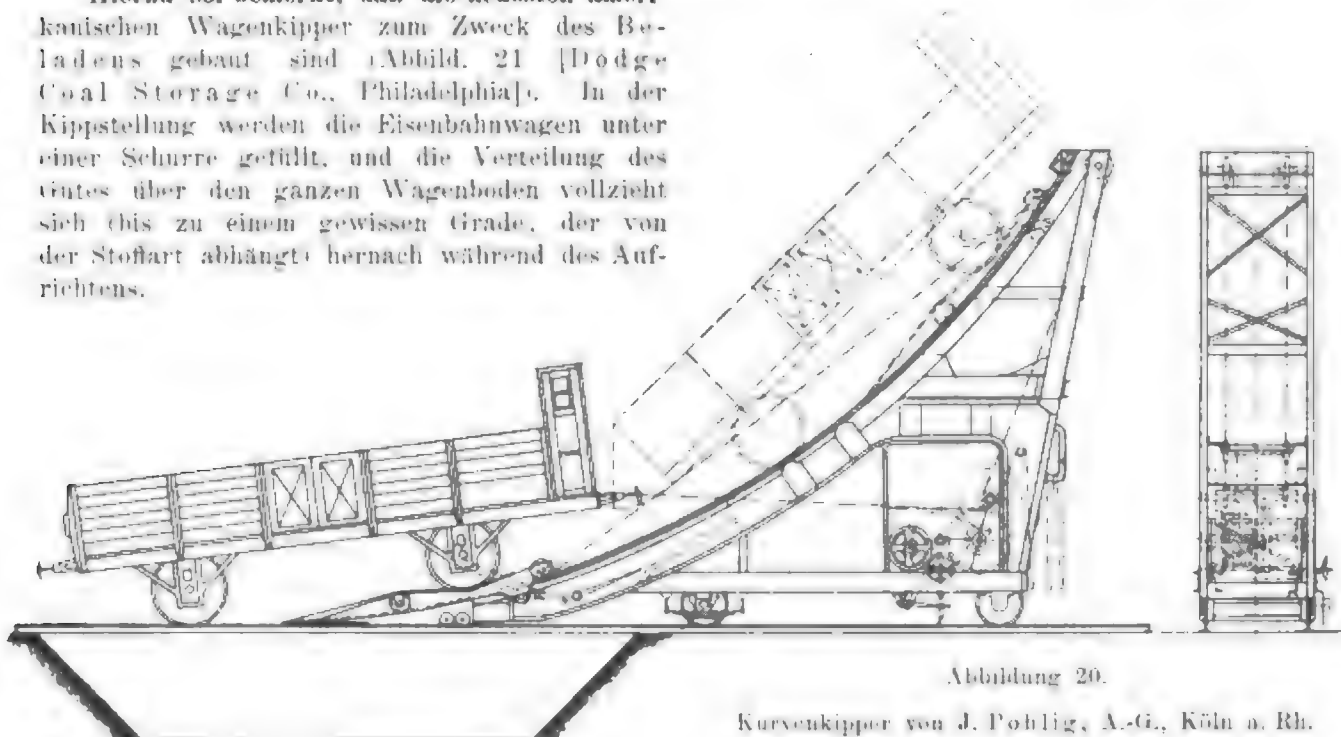 kanischen Wagenkipper zum Zweck des Be-
ladens gebaut sind (Abbild. 21 [Dodge
Coal Storage Co., Philadelphia]). In der
Kippstellung werden die Eisenbahnwagen unter
einer Schurre gefüllt, und die Verteilung des
Gutes über den ganzen Wagenboden vollzieht
sich (bis zu einem gewissen Grade, der von
der Stoffart abhängt) hernach während des Auf-
richtens.
Abbildung 20.
Kurvenkipper von J. Pohlig, A.-G., Köln a. Rh.